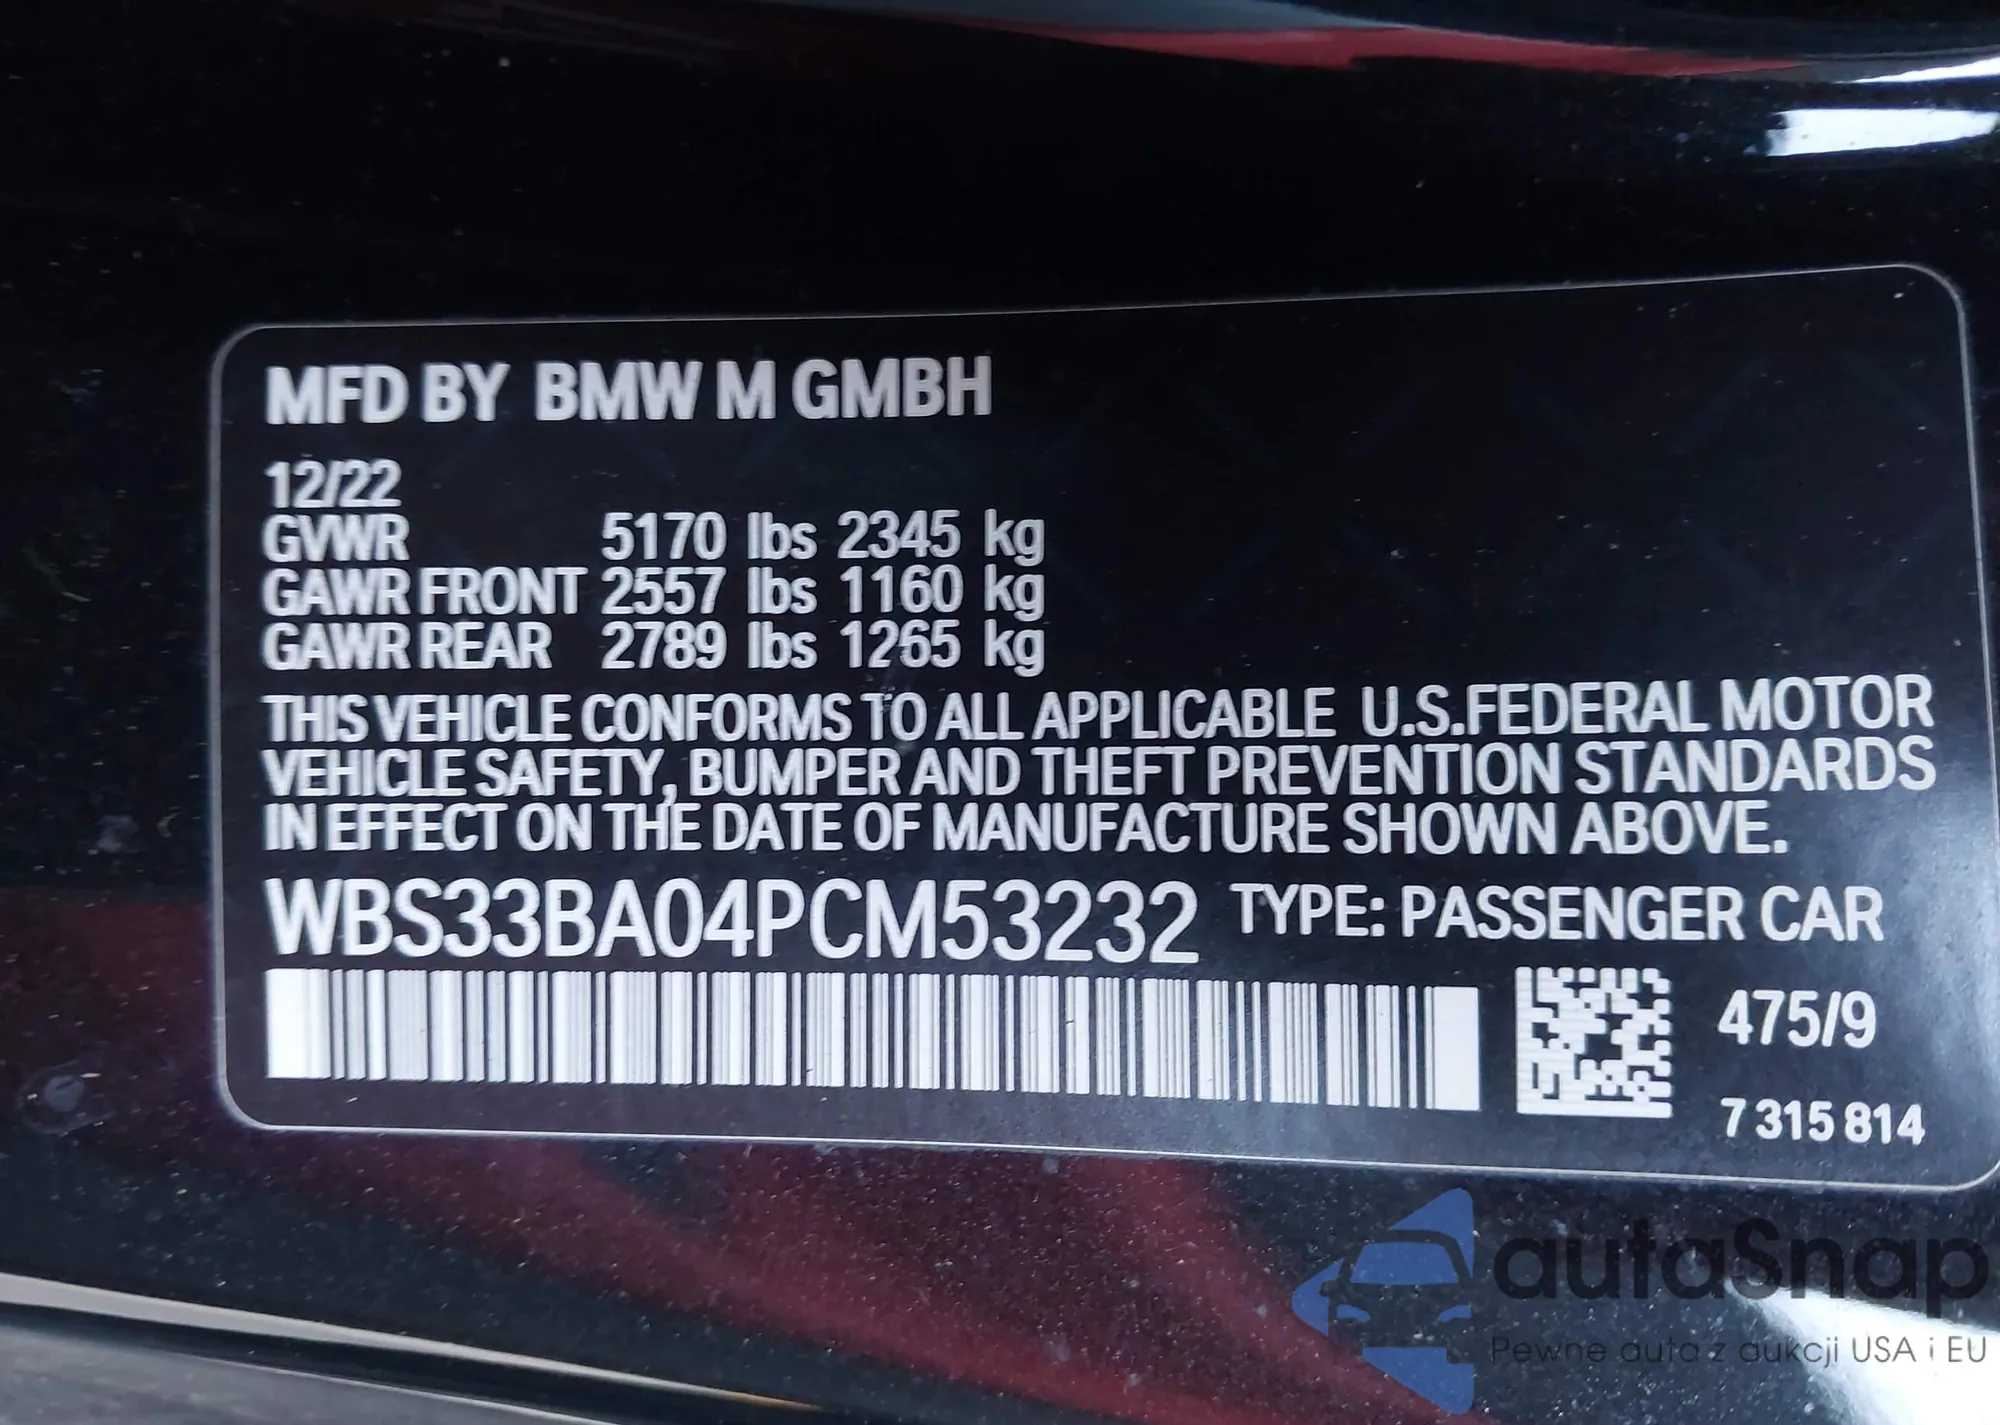 MFD BY BMW M GMBH
12/22
GVWR 5170 lbs 2345 kg
GAWR FRONT 2557 lbs 1160 kg
GAWR REAR 2789 lbs 1265 kg
THIS VEHICLE CONFORMS TO ALL APPLICABLE U.S.FEDERAL MOTOR
VEHICLE SAFETY, BUMPER AND THEFT PREVENTION STANDARDS
IN EFFECT ON THE DATE OF MANUFACTURE SHOWN ABOVE.
WBS33BA04PCM53232 TYPE: PASSENGER CAR
475/9
7 315 814
autaSnap
Pewne auta z aukcji USA i EU